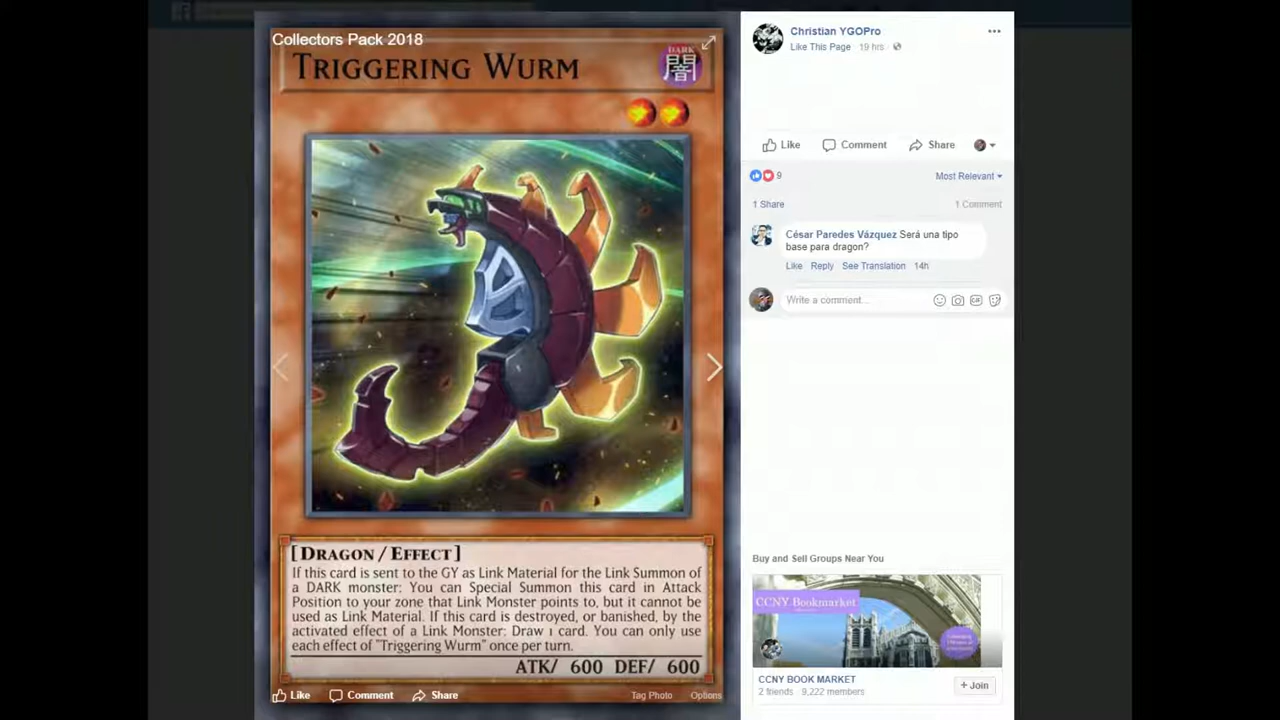 Collectors Pack 2018
TRIGGERING WURM
DARK
闇
[ DRAGON / EFFECT ]
If this card is sent to the GY as Link Material for the Link Summon of
a DARK monster: You can Special Summon this card in Attack
Position to your zone that Link Monster points to, but it cannot be
used as Link Material. If this card is destroyed, or banished, by the
activated effect of a Link Monster: Draw 1 card. You can only use
each effect of "Triggering Wurm" once per turn.
ATK/ 600 DEF/ 600
Like Comment Share Tag Photo Options
Christian YGOPro
Like This Page 19 hrs
Like Comment Share
9 Most Relevant
1 Share 1 Comment
César Paredes Vázquez Será una tipo
base para dragon?
Like Reply See Translation 14h
Write a comment...
GIF
Buy and Sell Groups Near You
CCNY Bookmarket
CCNY BOOK MARKET
2 friends 9,222 members
+ Join